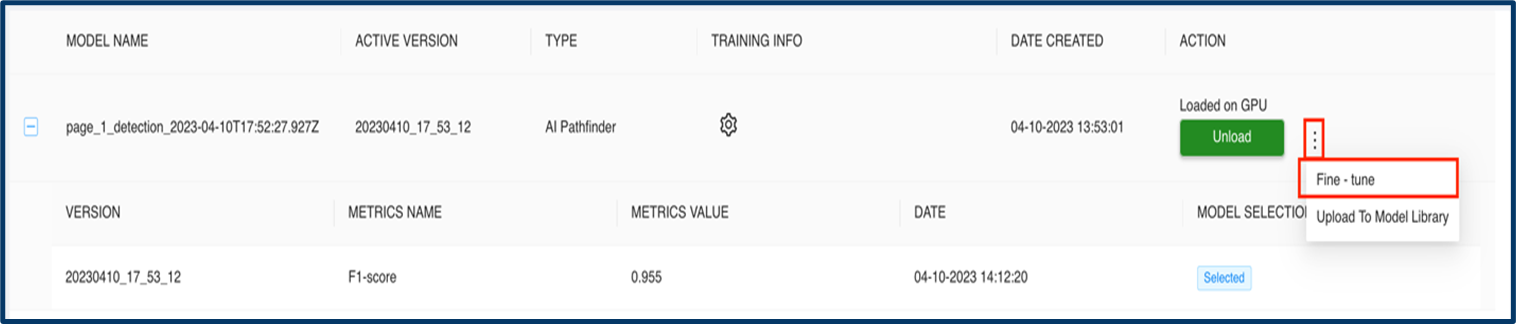 MODEL NAME ACTIVE VERSION TYPE TRAINING INFO DATE CREATED ACTION
Loaded on GPU
page_1_detection_2023-04-10T17:52:27.927Z 20230410_17_53_12 AI Pathfinder 04-10-2023 13:53:01 Unload
Fine - tune
VERSION METRICS NAME METRICS VALUE DATE MODEL SELECTION
Upload To Model Library
20230410_17_53_12 F1-score 0.955 04-10-2023 14:12:20 Selected